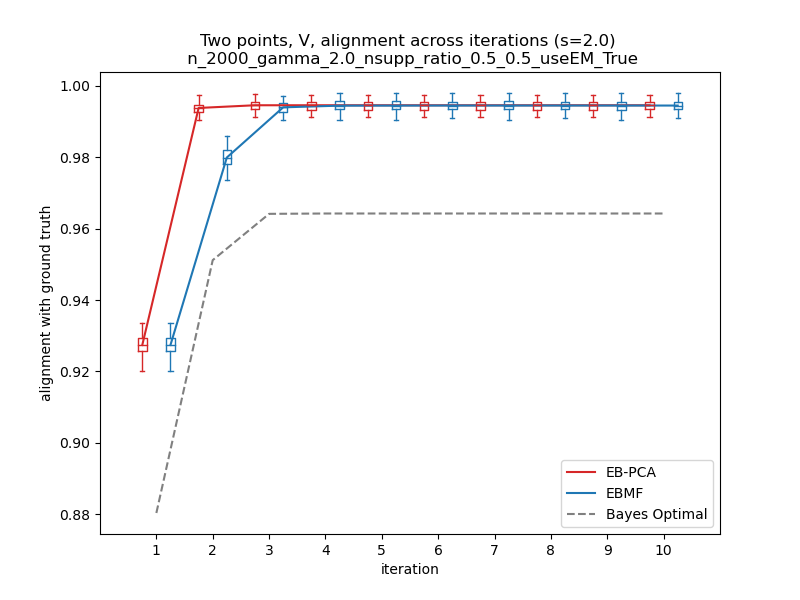 Two points, V, alignment across iterations (s=2.0)
n_2000_gamma_2.0_nsupp_ratio_0.5_0.5_useEM_True
1.00
0.98
0.96
0.94
0.92
0.90
0.88
alignment with ground truth
EB-PCA
EBMF
Bayes Optimal
1 2 3 4 5 6 7 8 9 10
iteration